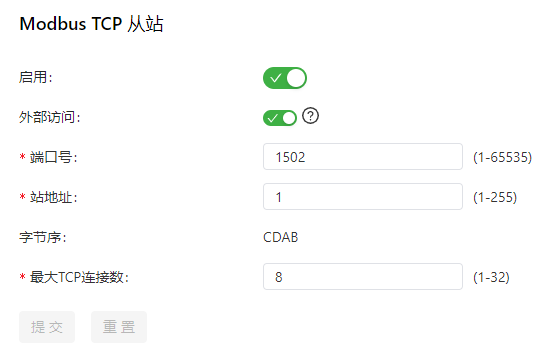 Modbus TCP 从站
启用：
外部访问：
* 端口号： 1502 (1-65535)
* 站地址： 1 (1-255)
字节序： CDAB
* 最大TCP连接数： 8 (1-32)
提 交 重 置